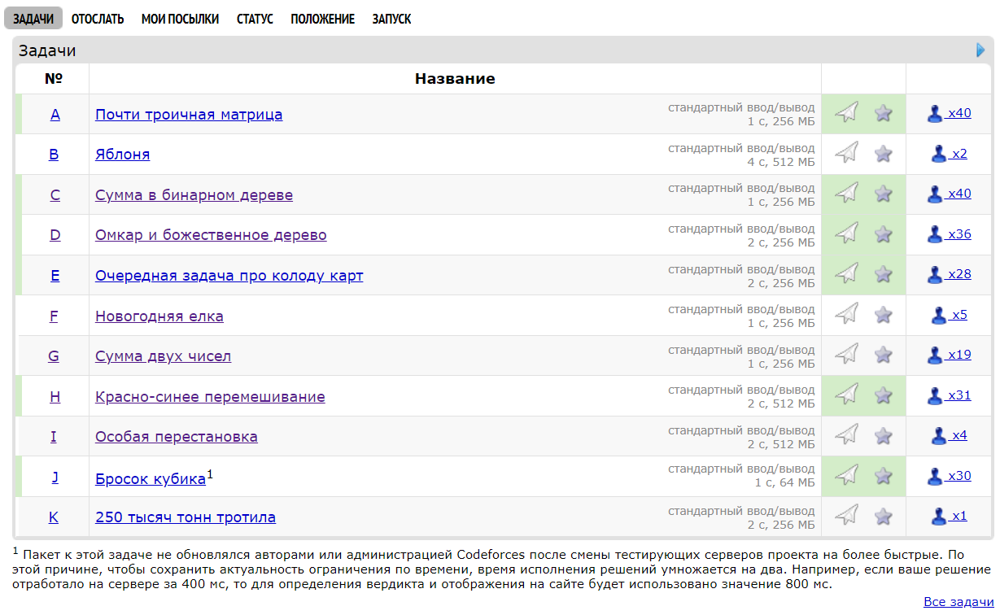 ЗАДАЧИ ОТОСЛАТЬ МОИ ПОСЫЛКИ СТАТУС ПОЛОЖЕНИЕ ЗАПУСК
Задачи
№ Название
A Почти троичная матрица стандартный ввод/вывод x40
1 с, 256 МБ
B Яблоня стандартный ввод/вывод x2
4 с, 512 МБ
C Сумма в бинарном дереве стандартный ввод/вывод x40
1 с, 256 МБ
D Омкар и божественное дерево стандартный ввод/вывод x36
2 с, 256 МБ
E Очередная задача про колоду карт стандартный ввод/вывод x28
2 с, 256 МБ
F Новогодняя елка стандартный ввод/вывод x5
1 с, 256 МБ
G Сумма двух чисел стандартный ввод/вывод x19
1 с, 256 МБ
H Красно-синее перемешивание стандартный ввод/вывод x31
2 с, 512 МБ
I Особая перестановка стандартный ввод/вывод x4
2 с, 512 МБ
J Бросок кубика¹ стандартный ввод/вывод x30
1 с, 64 МБ
K 250 тысяч тонн тротила стандартный ввод/вывод x1
2 с, 256 МБ
¹ Пакет к этой задаче не обновлялся авторами или администрацией Codeforces после смены тестирующих серверов проекта на более быстрые. По
этой причине, чтобы сохранить актуальность ограничения по времени, время исполнения решений умножается на два. Например, если ваше решение
отработало на сервере за 400 мс, то для определения вердикта и отображения на сайте будет использовано значение 800 мс.
Все задачи